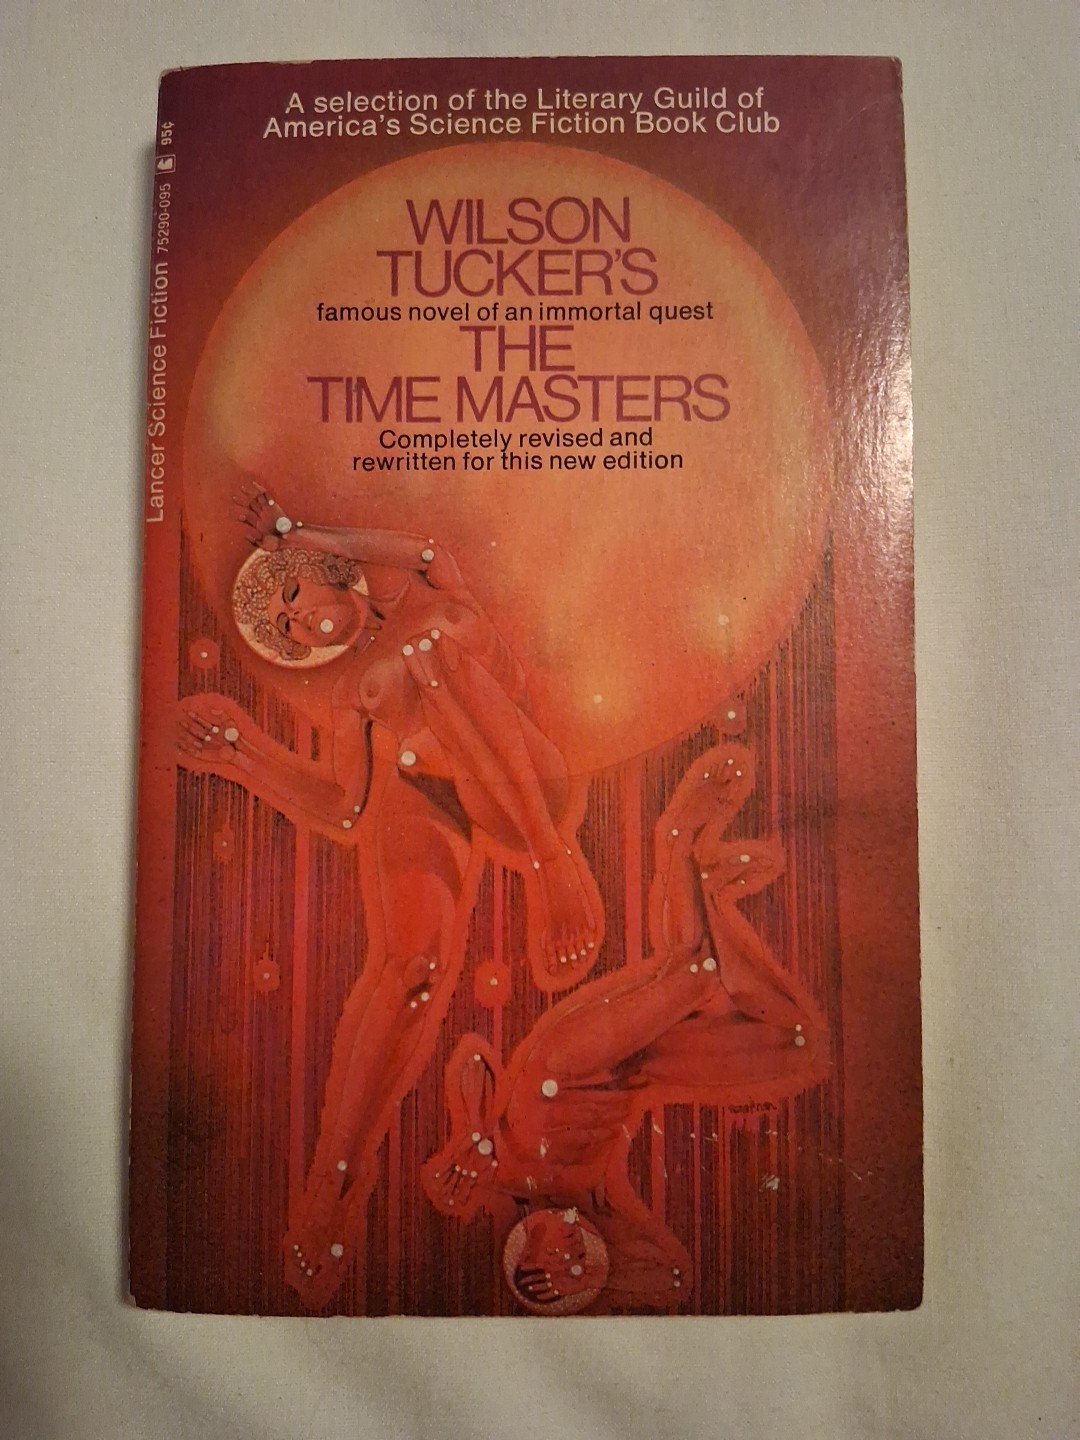 A selection of the Literary Guild of
America's Science Fiction Book Club
WILSON
TUCKER'S
famous novel of an immortal quest
THE
TIME MASTERS
Completely revised and
rewritten for this new edition
Lancer Science Fiction 75290-095 95¢